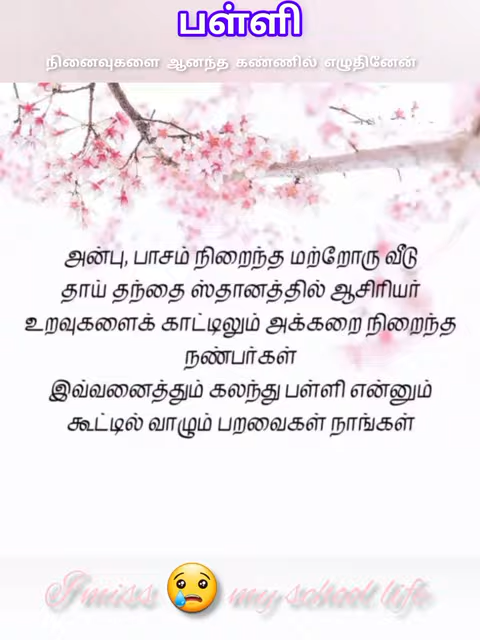 பள்ளி
நினைவுகளை ஆனந்த கண்ணில் எழுதினேன்
அன்பு, பாசம் நிறைந்த மற்றோரு வீடு
தாய் தந்தை ஸ்தானத்தில் ஆசிரியர்
உறவுகளைக் காட்டிலும் அக்கறை நிறைந்த
நண்பர்கள்
இவ்வனைத்தும் கலந்து பள்ளி என்னும்
கூட்டில் வாழும் பறவைகள் நாங்கள்
I miss 😢 my school life